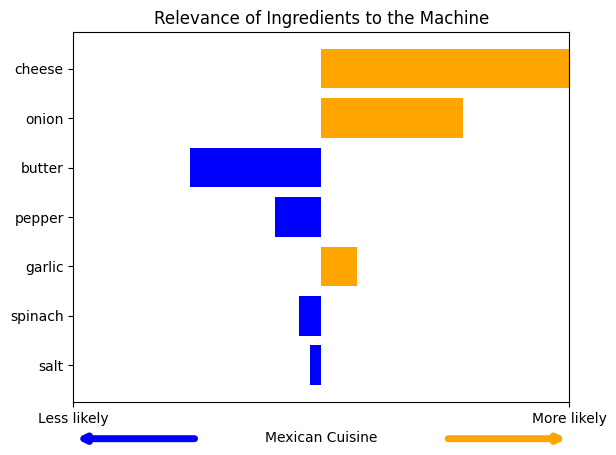 Relevance of Ingredients to the Machine
cheese
onion
butter
pepper
garlic
spinach
salt
Less likely
More likely
Mexican Cuisine